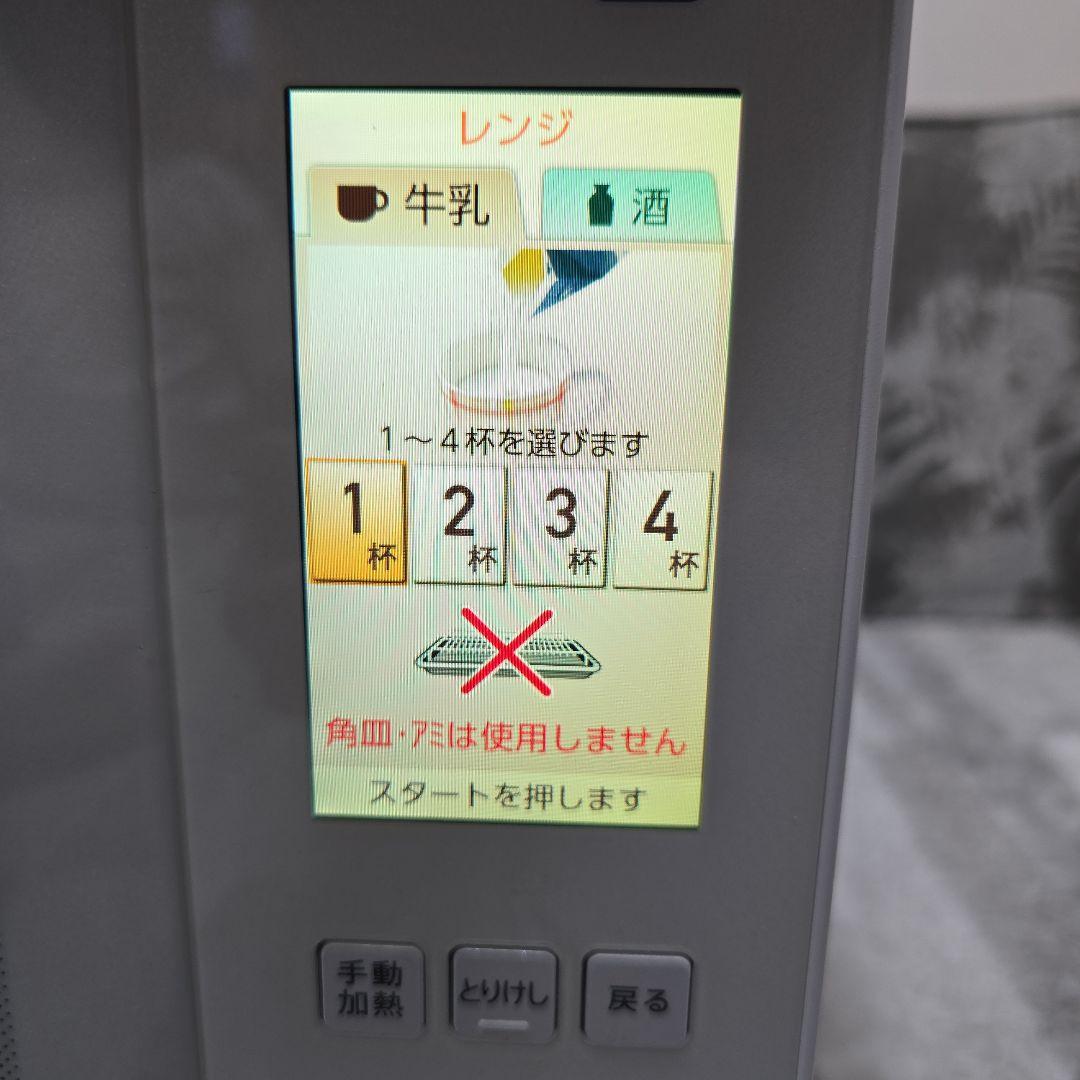 レンジ
牛乳 酒
1～4杯を選びます
1杯 2杯 3杯 4杯
角皿・アミは使用しません
スタートを押します
手動加熱 とりけし 戻る